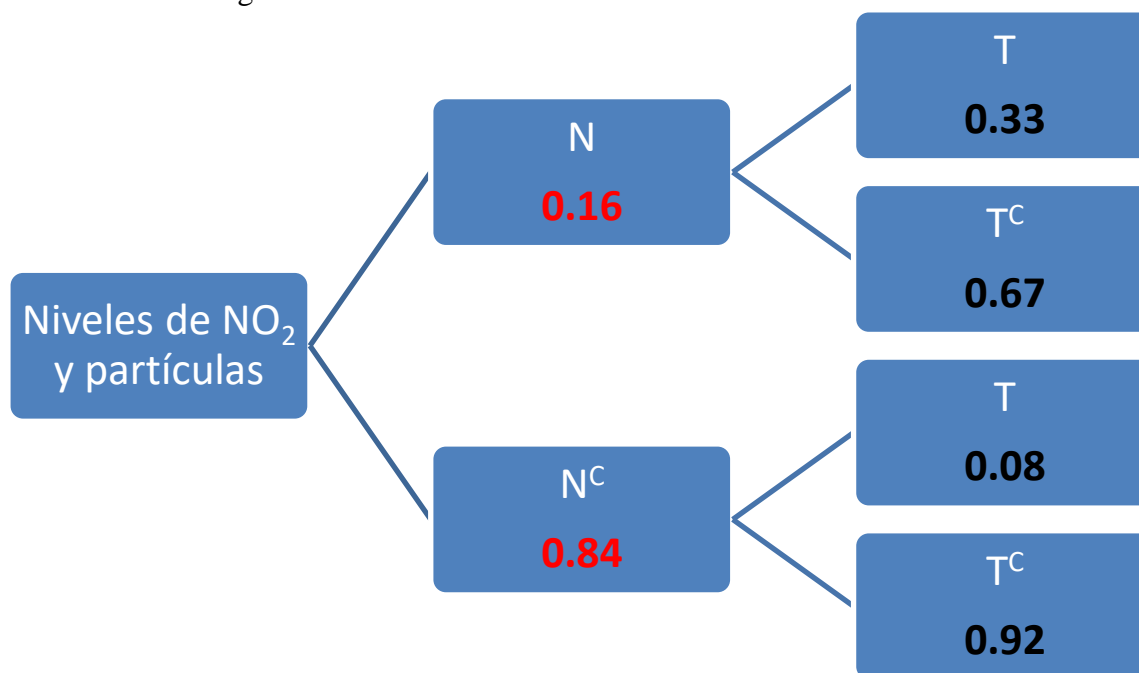 Niveles de NO₂
y partículas
N
0.16
Nᶜ
0.84
T
0.33
Tᶜ
0.67
T
0.08
Tᶜ
0.92